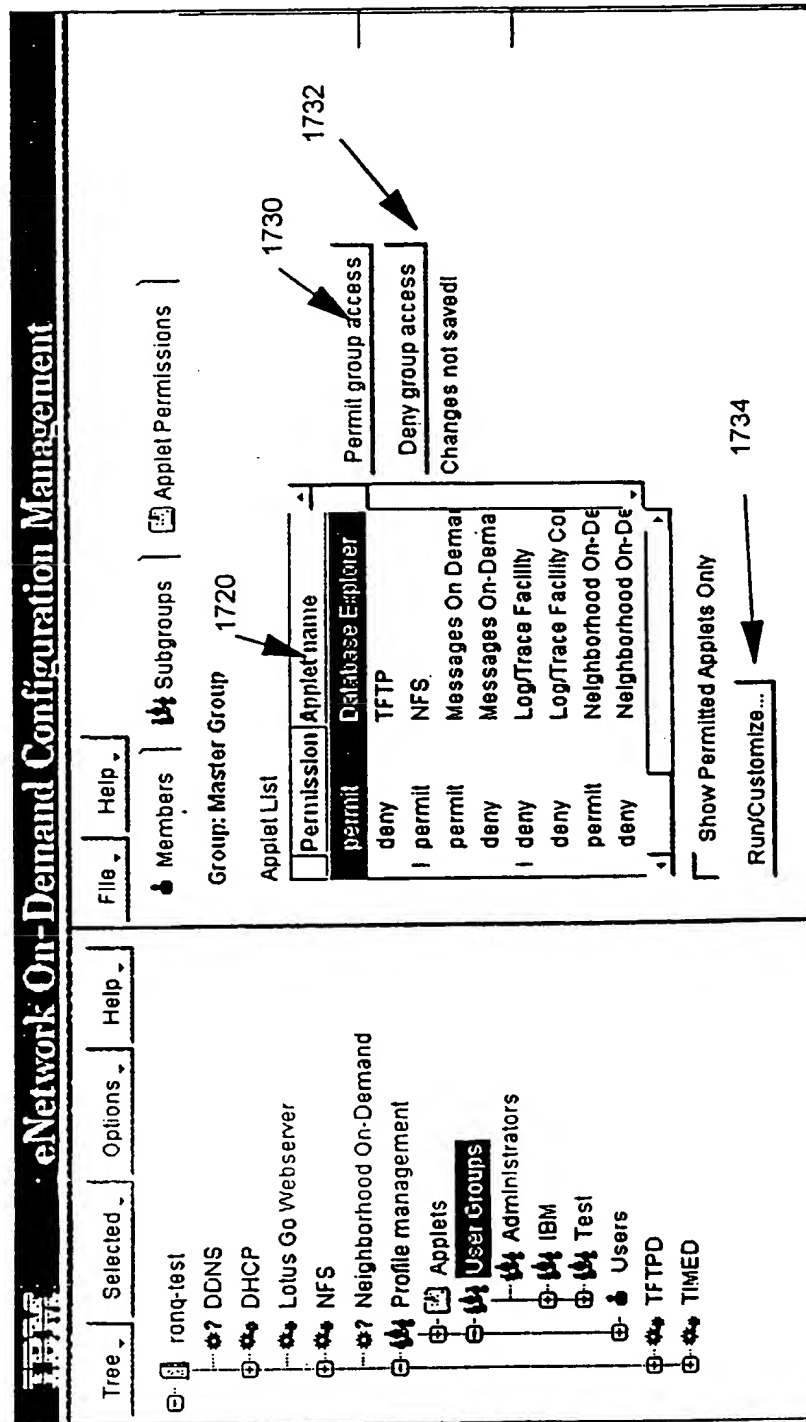 IBM eNetwork On-Demand Configuration Management
Tree Selected Options Help
ronq-test
? DDNS
DHCP
Lotus Go Webserver
NFS
? Neighborhood On-Demand
Profile management
Applets
User Groups
Administrators
IBM
Test
Users
TFTPD
TIMED
File Help
Members Subgroups Applet Permissions
Group: Master Group
Applet List
1720
Permission Applet name
permit Database Explorer
deny TFTP
! permit NFS
permit Messages On Demar
deny Messages On-Dema
! deny Log/Trace Facility
deny Log/Trace Facility Cor
permit Neighborhood On-De
deny Neighborhood On-De
Permit group access
1730
Deny group access
1732
Changes not saved!
Show Permitted Applets Only
Run/Customize...
1734